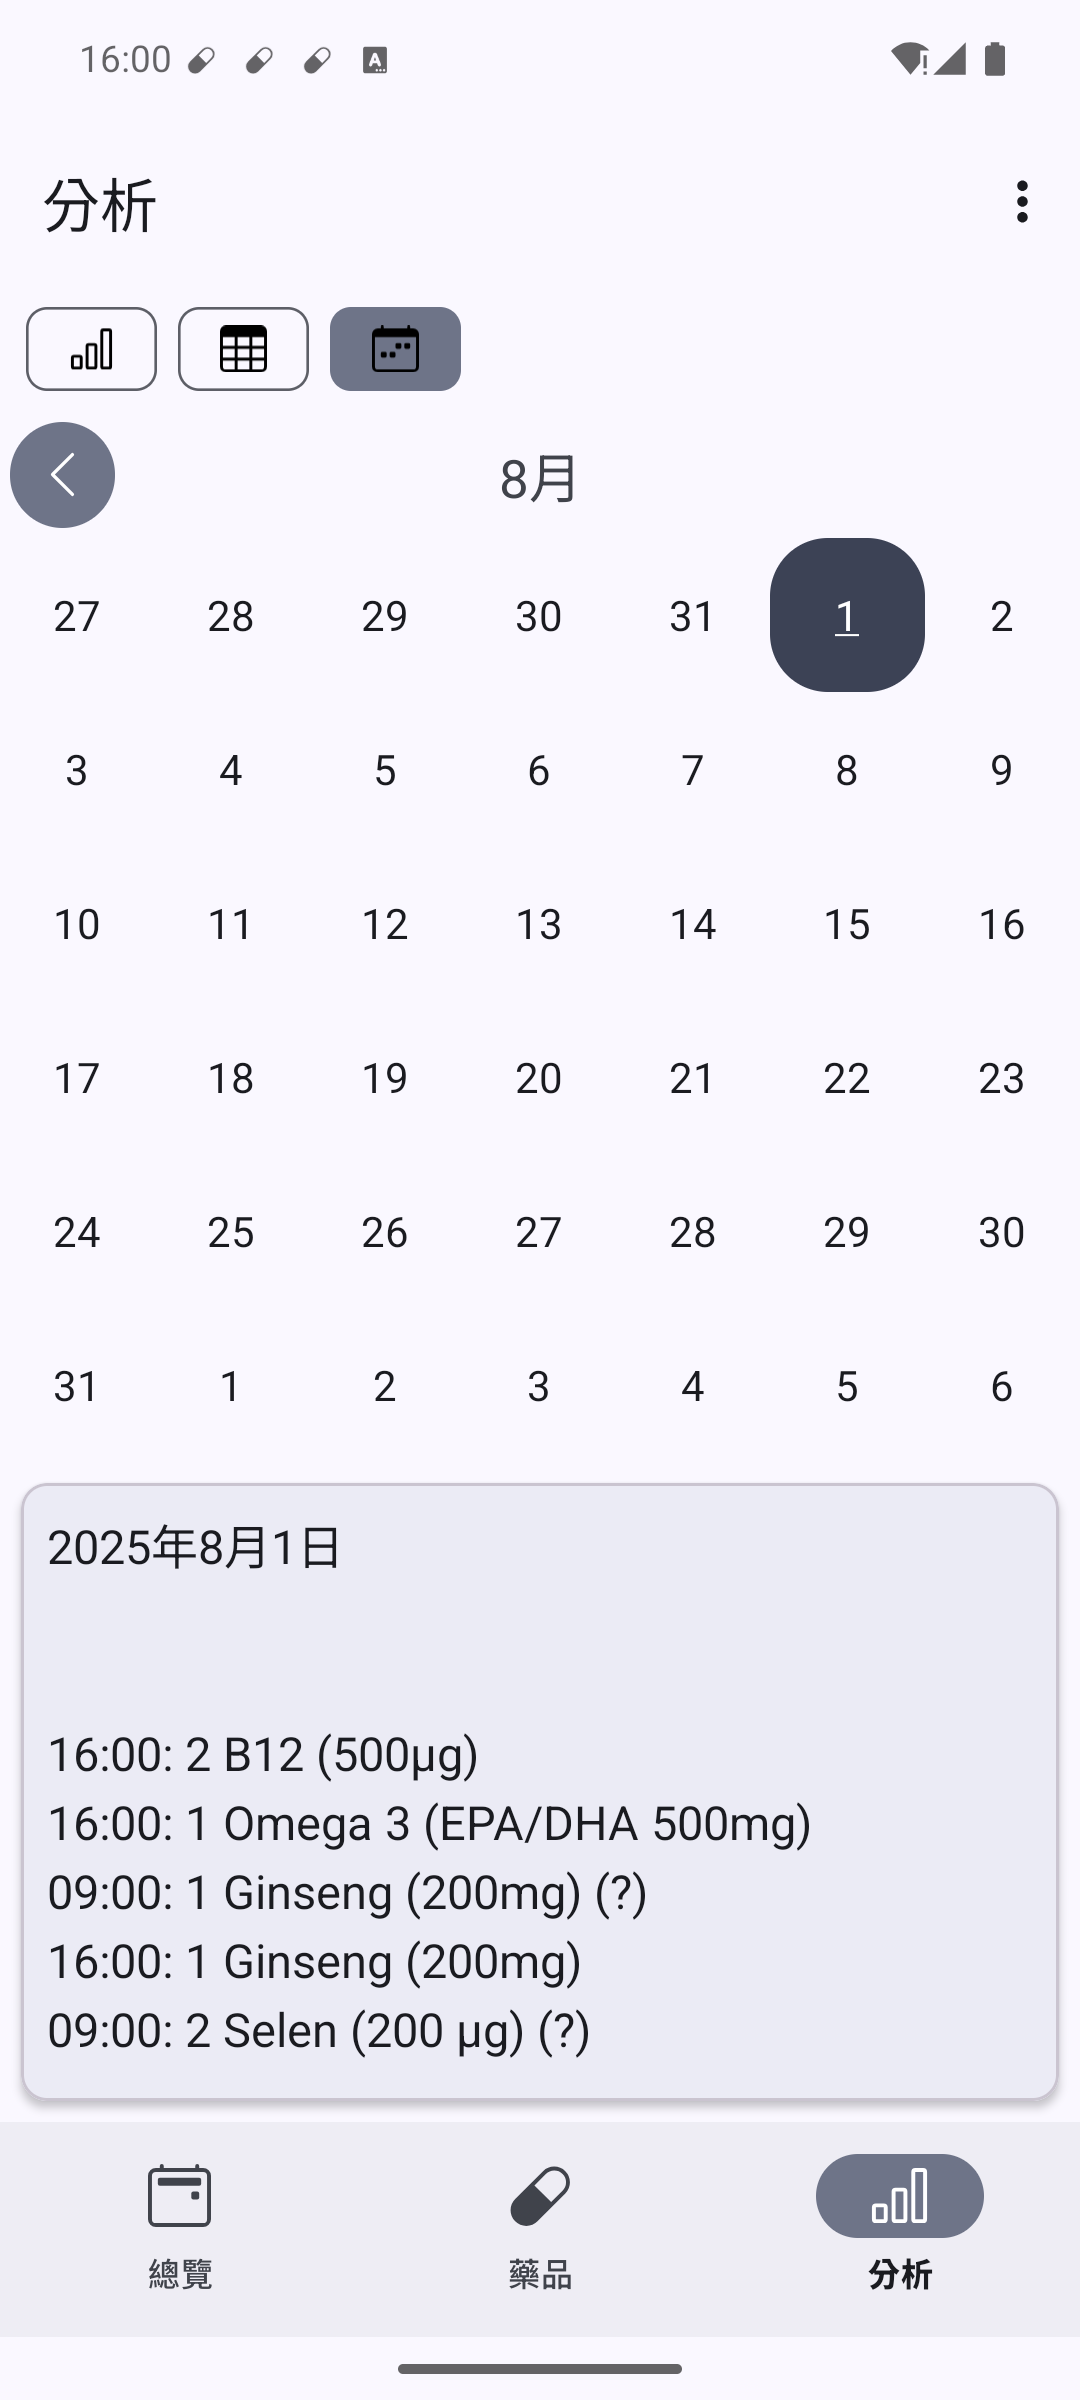 16:00
分析
8月
27 28 29 30 31 1 2
3 4 5 6 7 8 9
10 11 12 13 14 15 16
17 18 19 20 21 22 23
24 25 26 27 28 29 30
31 1 2 3 4 5 6
2025年8月1日
16:00: 2 B12 (500µg)
16:00: 1 Omega 3 (EPA/DHA 500mg)
09:00: 1 Ginseng (200mg) (?)
16:00: 1 Ginseng (200mg)
09:00: 2 Selen (200 µg) (?)
總覽 藥品 分析